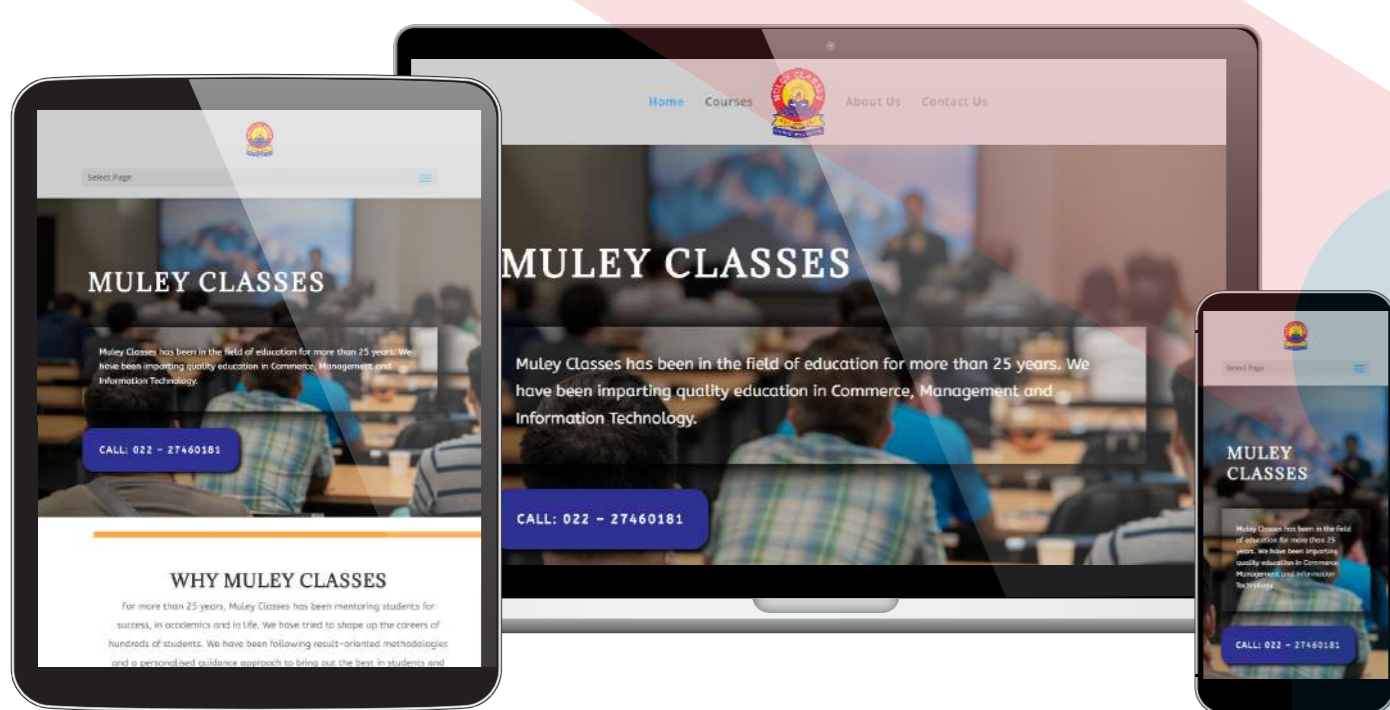 Select Page
MULEY CLASSES
Muley Classes has been in the field of education for more than 25 years. We
have been imparting quality education in Commerce, Management and
Information Technology.
CALL: 022 – 27460181
WHY MULEY CLASSES
For more than 25 years, Muley Classes has been mentoring students for
success, in academics and in life. We have tried to shape up the careers of
hundreds of students. We have been following result-oriented methodologies
and a personalised guidance approach to bring out the best in students and
Home Courses MULEY CLASSES About Us Contact Us
MULEY CLASSES
Muley Classes has been in the field of education for more than 25 years. We
have been imparting quality education in Commerce, Management and
Information Technology.
CALL: 022 – 27460181
Select Page
MULEY
CLASSES
Muley Classes has been in the field
of education for more than 25
years. We have been imparting
quality education in Commerce,
Management and Information
Technology.
CALL: 022 – 27460181